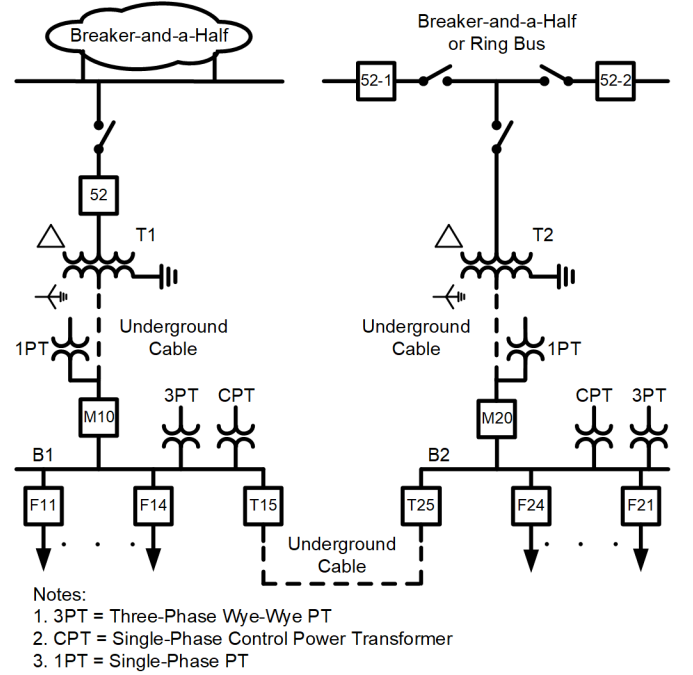 Breaker-and-a-Half
Breaker-and-a-Half
or Ring Bus
52-1
52-2
52
T1
T2
Underground
Cable
Underground
Cable
1PT
1PT
M10
3PT
CPT
M20
CPT
3PT
B1
B2
F11
F14
T15
T25
F24
F21
. . .
. . .
Underground
Cable
Notes:
1. 3PT = Three-Phase Wye-Wye PT
2. CPT = Single-Phase Control Power Transformer
3. 1PT = Single-Phase PT